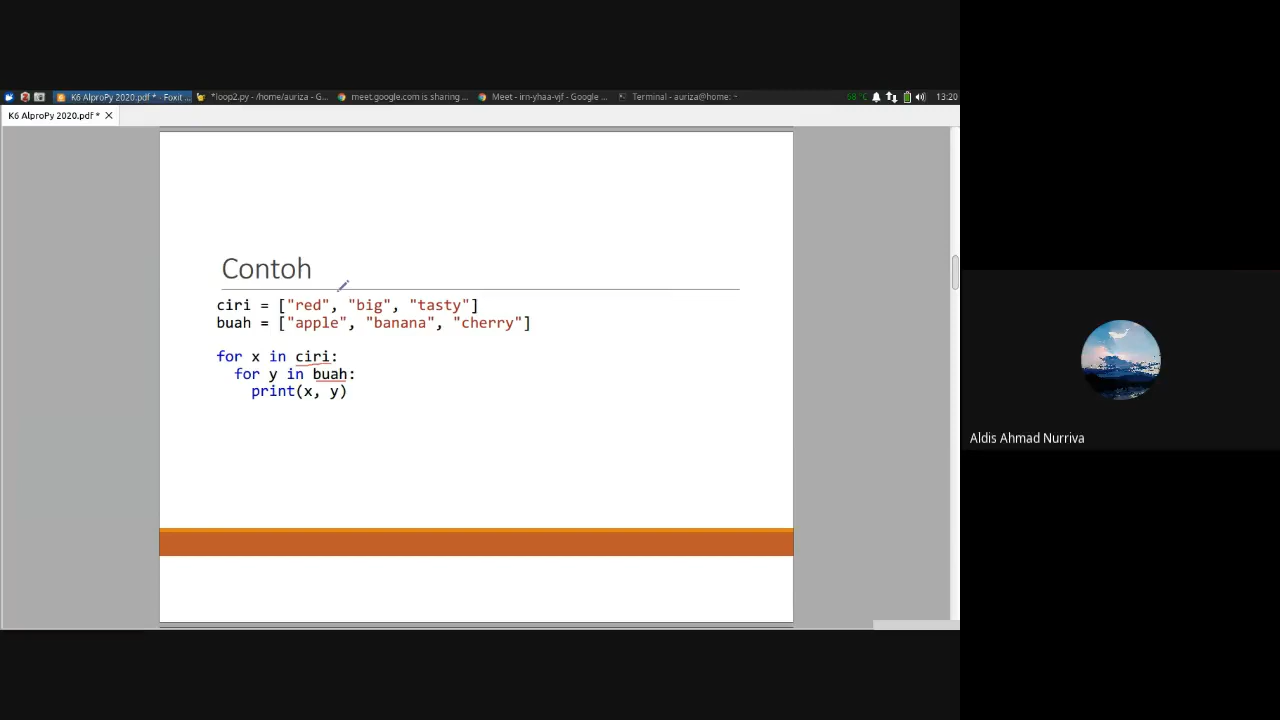 K6 AlproPy 2020.pdf * - Foxit ...
*loop2.py - /home/auriza - G...
meet.google.com is sharing ...
Meet - irn-yhaa-vjf - Google ...
Terminal - auriza@home: ~
68 °C
13:20
K6 AlproPy 2020.pdf *
Contoh
ciri = ["red", "big", "tasty"]
buah = ["apple", "banana", "cherry"]
for x in ciri:
for y in buah:
print(x, y)
Aldis Ahmad Nurriva